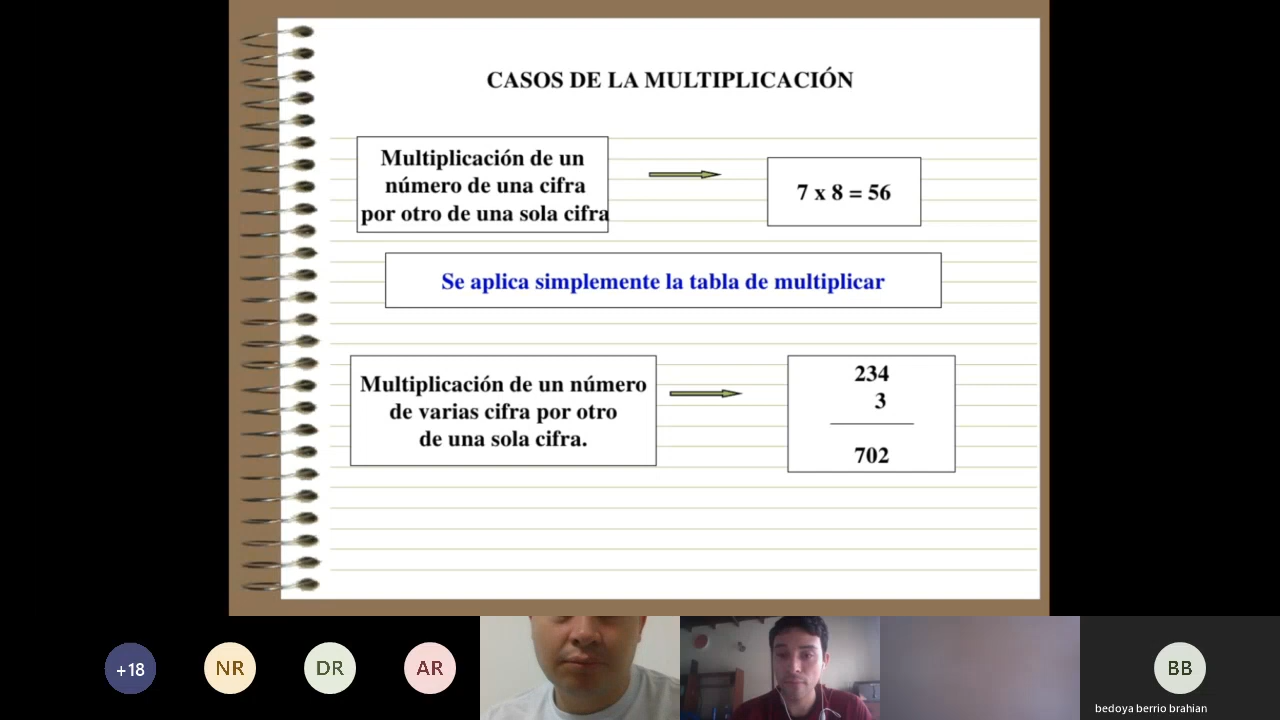 CASOS DE LA MULTIPLICACIÓN
Multiplicación de un
número de una cifra
por otro de una sola cifra
7 x 8 = 56
Se aplica simplemente la tabla de multiplicar
Multiplicación de un número
de varias cifra por otro
de una sola cifra.
234
3
702
+18
NR
DR
AR
BB
bedoya berrio brahian